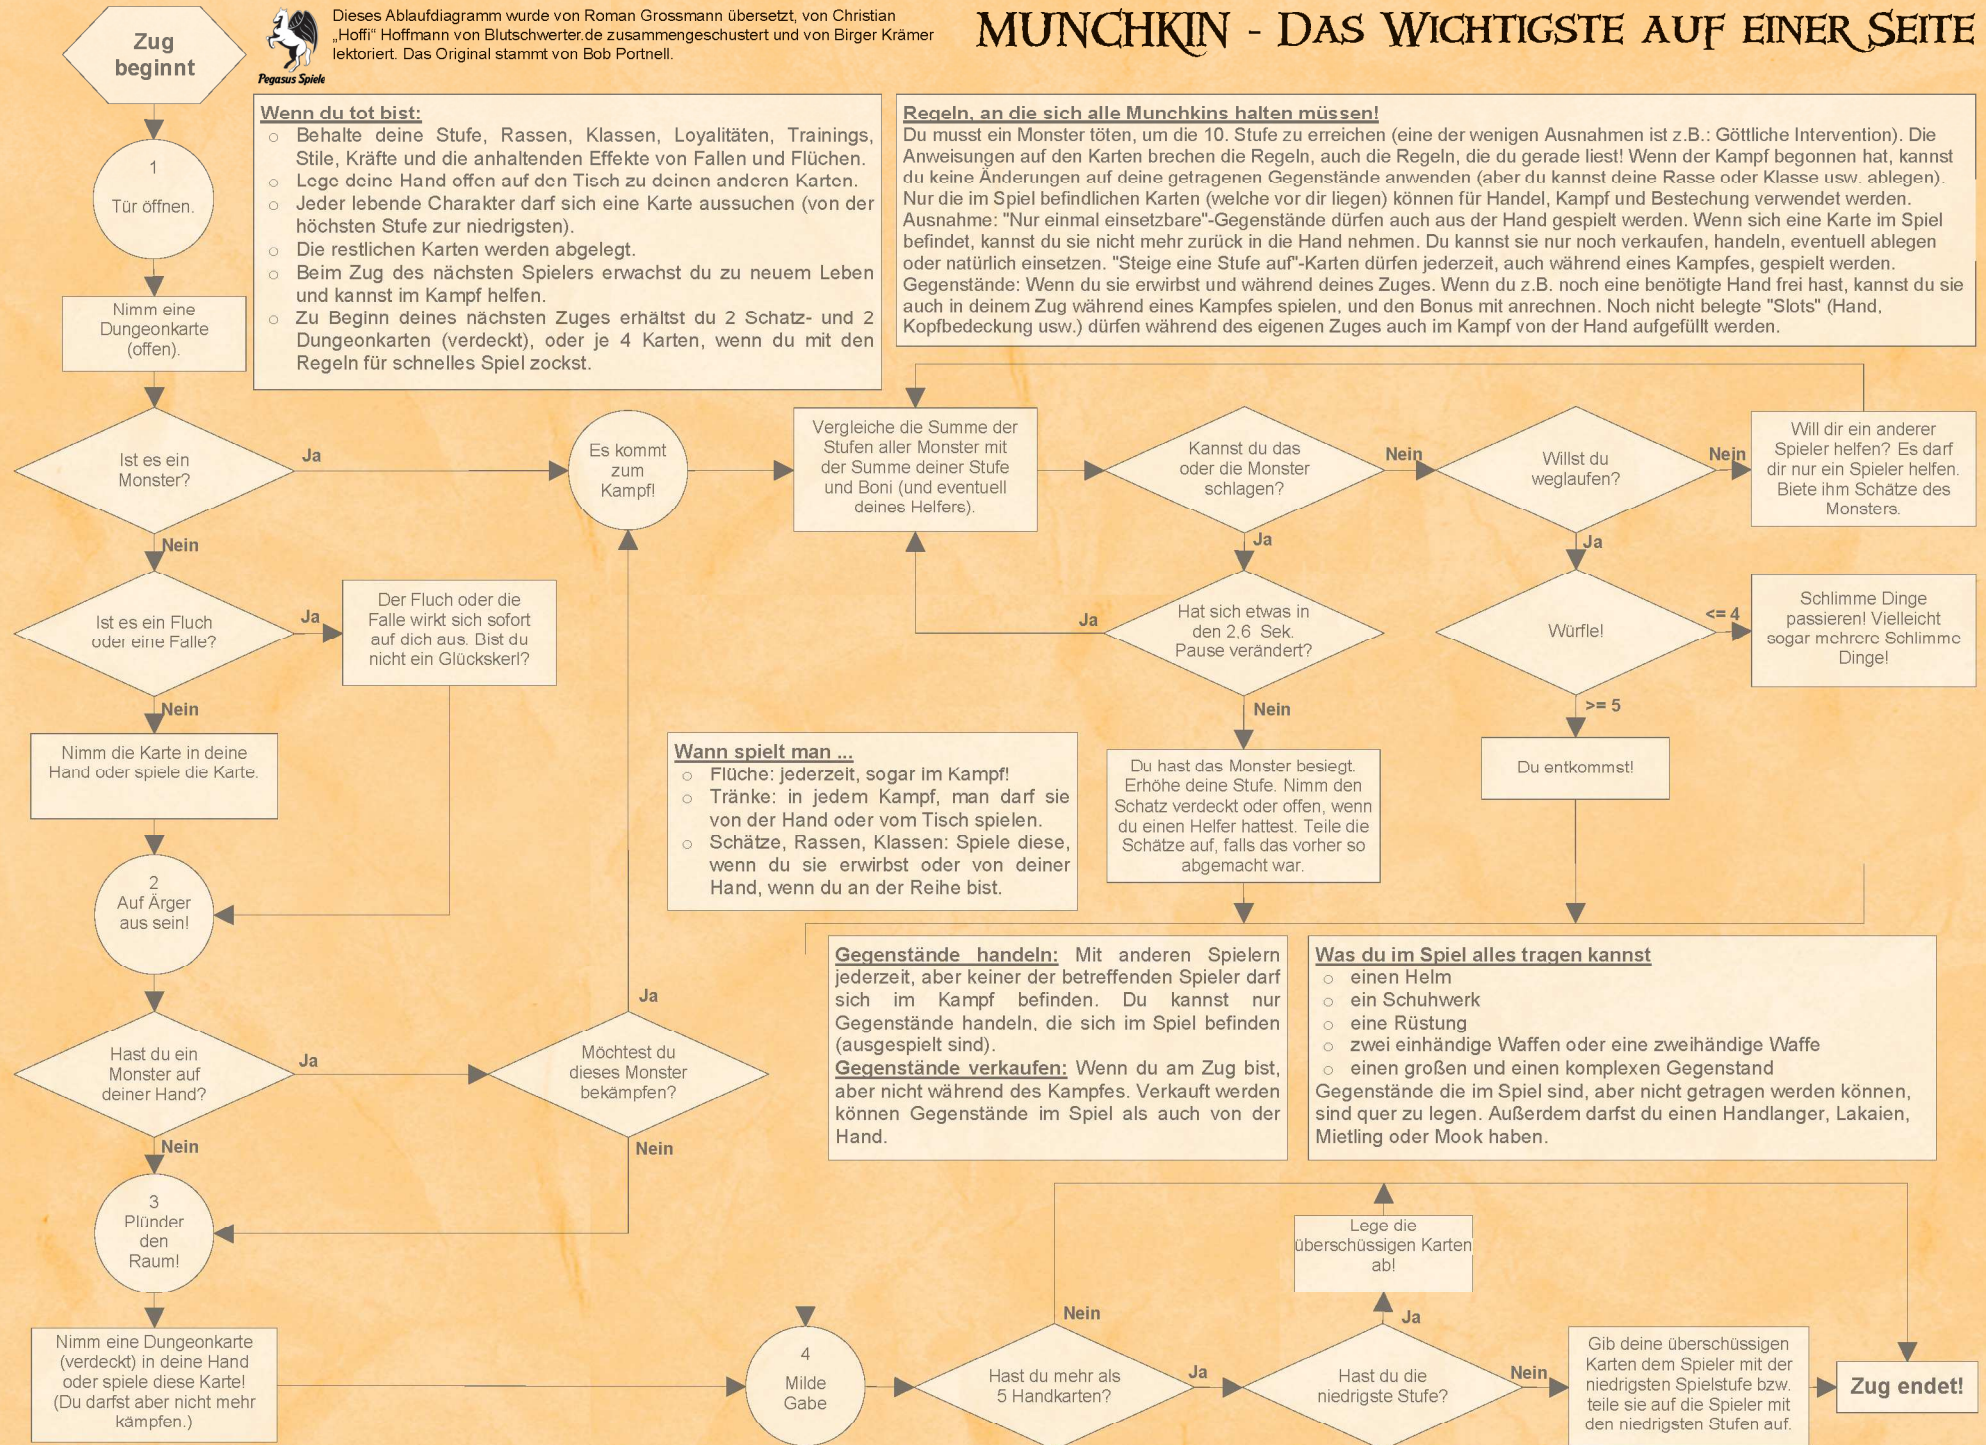 Zug
beginnt
Pegasus Spiele
Dieses Ablaufdiagramm wurde von Roman Grossmann übersetzt, von Christian
„Hoffi“ Hoffmann von Blutschwerter.de zusammengeschustert und von Birger Krämer
lektoriert. Das Original stammt von Bob Portnell.
MUNCHKIN - DAS WICHTIGSTE AUF EINER SEITE
Wenn du tot bist:
○ Behalte deine Stufe, Rassen, Klassen, Loyalitäten, Trainings,
Stile, Kräfte und die anhaltenden Effekte von Fallen und Flüchen.
○ Lege deine Hand offen auf den Tisch zu deinen anderen Karten.
○ Jeder lebende Charakter darf sich eine Karte aussuchen (von der
höchsten Stufe zur niedrigsten).
○ Die restlichen Karten werden abgelegt.
○ Beim Zug des nächsten Spielers erwachst du zu neuem Leben
und kannst im Kampf helfen.
○ Zu Beginn deines nächsten Zuges erhältst du 2 Schatz- und 2
Dungeonkarten (verdeckt), oder je 4 Karten, wenn du mit den
Regeln für schnelles Spiel zockst.
Regeln, an die sich alle Munchkins halten müssen!
Du musst ein Monster töten, um die 10. Stufe zu erreichen (eine der wenigen Ausnahmen ist z.B.: Göttliche Intervention). Die
Anweisungen auf den Karten brechen die Regeln, auch die Regeln, die du gerade liest! Wenn der Kampf begonnen hat, kannst
du keine Änderungen auf deine getragenen Gegenstände anwenden (aber du kannst deine Rasse oder Klasse usw. ablegen).
Nur die im Spiel befindlichen Karten (welche vor dir liegen) können für Handel, Kampf und Bestechung verwendet werden.
Ausnahme: "Nur einmal einsetzbare"-Gegenstände dürfen auch aus der Hand gespielt werden. Wenn sich eine Karte im Spiel
befindet, kannst du sie nicht mehr zurück in die Hand nehmen. Du kannst sie nur noch verkaufen, handeln, eventuell ablegen
oder natürlich einsetzen. "Steige eine Stufe auf"-Karten dürfen jederzeit, auch während eines Kampfes, gespielt werden.
Gegenstände: Wenn du sie erwirbst und während deines Zuges. Wenn du z.B. noch eine benötigte Hand frei hast, kannst du sie
auch in deinem Zug während eines Kampfes spielen, und den Bonus mit anrechnen. Noch nicht belegte "Slots" (Hand,
Kopfbedeckung usw.) dürfen während des eigenen Zuges auch im Kampf von der Hand aufgefüllt werden.
1
Tür öffnen.
Nimm eine
Dungeonkarte
(offen).
Ist es ein
Monster?
Ja
Nein
Es kommt
zum
Kampf!
Vergleiche die Summe der
Stufen aller Monster mit
der Summe deiner Stufe
und Boni (und eventuell
deines Helfers).
Kannst du das
oder die Monster
schlagen?
Nein
Ja
Willst du
weglaufen?
Nein
Ja
Will dir ein anderer
Spieler helfen? Es darf
dir nur ein Spieler helfen.
Biete ihm Schätze des
Monsters.
Ist es ein Fluch
oder eine Falle?
Ja
Nein
Der Fluch oder die
Falle wirkt sich sofort
auf dich aus. Bist du
nicht ein Glückskerl?
Hat sich etwas in
den 2,6 Sek.
Pause verändert?
Ja
Nein
Würfle!
<= 4
>= 5
Schlimme Dinge
passieren! Vielleicht
sogar mehrere Schlimme
Dinge!
Nimm die Karte in deine
Hand oder spiele die Karte.
Wann spielt man ...
○ Flüche: jederzeit, sogar im Kampf!
○ Tränke: in jedem Kampf, man darf sie
von der Hand oder vom Tisch spielen.
○ Schätze, Rassen, Klassen: Spiele diese,
wenn du sie erwirbst oder von deiner
Hand, wenn du an der Reihe bist.
Du hast das Monster besiegt.
Erhöhe deine Stufe. Nimm den
Schatz verdeckt oder offen, wenn
du einen Helfer hattest. Teile die
Schätze auf, falls das vorher so
abgemacht war.
Du entkommst!
2
Auf Ärger
aus sein!
Gegenstände handeln: Mit anderen Spielern
jederzeit, aber keiner der betreffenden Spieler darf
sich im Kampf befinden. Du kannst nur
Gegenstände handeln, die sich im Spiel befinden
(ausgespielt sind).
Gegenstände verkaufen: Wenn du am Zug bist,
aber nicht während des Kampfes. Verkauft werden
können Gegenstände im Spiel als auch von der
Hand.
Was du im Spiel alles tragen kannst
○ einen Helm
○ ein Schuhwerk
○ eine Rüstung
○ zwei einhändige Waffen oder eine zweihändige Waffe
○ einen großen und einen komplexen Gegenstand
Gegenstände die im Spiel sind, aber nicht getragen werden können,
sind quer zu legen. Außerdem darfst du einen Handlanger, Lakaien,
Mietling oder Mook haben.
Hast du ein
Monster auf
deiner Hand?
Ja
Nein
Möchtest du
dieses Monster
bekämpfen?
Ja
Nein
3
Plünder
den
Raum!
Nimm eine Dungeonkarte
(verdeckt) in deine Hand
oder spiele diese Karte!
(Du darfst aber nicht mehr
kämpfen.)
4
Milde
Gabe
Hast du mehr als
5 Handkarten?
Nein
Ja
Lege die
überschüssigen Karten
ab!
Ja
Hast du die
niedrigste Stufe?
Nein
Gib deine überschüssigen
Karten dem Spieler mit der
niedrigsten Spielstufe bzw.
teile sie auf die Spieler mit
den niedrigsten Stufen auf.
Zug endet!